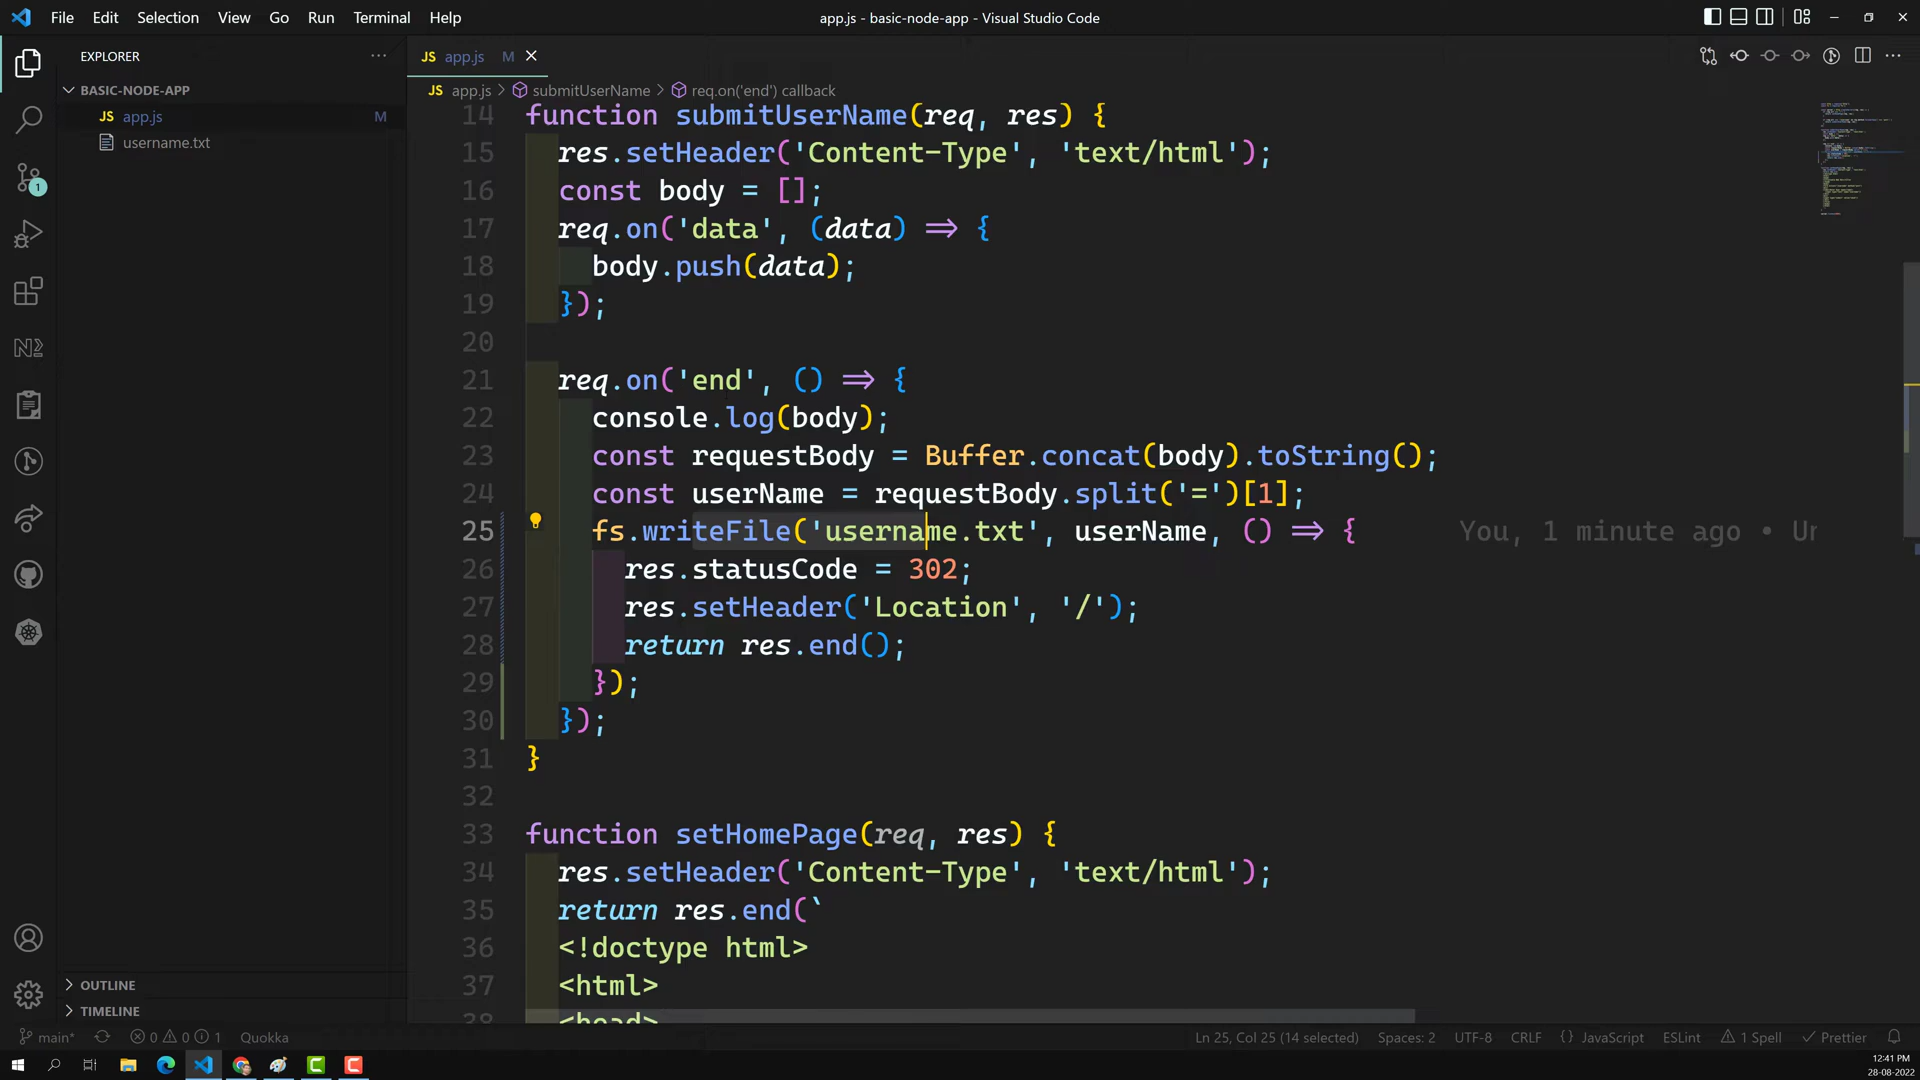 File Edit Selection View Go Run Terminal Help
app.js - basic-node-app - Visual Studio Code
EXPLORER
BASIC-NODE-APP
JS app.js M
username.txt
OUTLINE
TIMELINE
JS app.js M
JS app.js > submitUserName > req.on('end') callback
14 function submitUserName(req, res) {
15 res.setHeader('Content-Type', 'text/html');
16 const body = [];
17 req.on('data', (data) => {
18 body.push(data);
19 });
20
21 req.on('end', () => {
22 console.log(body);
23 const requestBody = Buffer.concat(body).toString();
24 const userName = requestBody.split('=')[1];
25 fs.writeFile('username.txt', userName, () => { You, 1 minute ago • Un
26 res.statusCode = 302;
27 res.setHeader('Location', '/');
28 return res.end();
29 });
30 });
31 }
32
33 function setHomePage(req, res) {
34 res.setHeader('Content-Type', 'text/html');
35 return res.end(`
36 <!doctype html>
37 <html>
38 <head>
main* 0 0 1 Quokka
Ln 25, Col 25 (14 selected) Spaces: 2 UTF-8 CRLF {} JavaScript ESLint 1 Spell Prettier
12:41 PM
28-08-2022